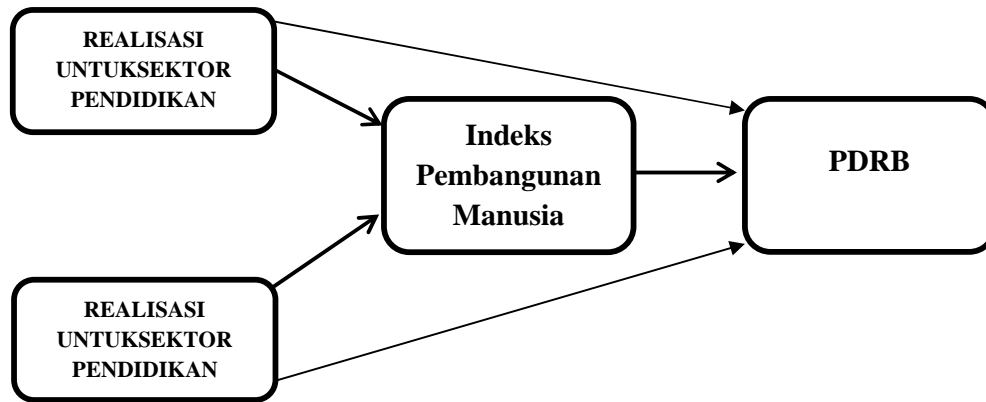 REALISASI
UNTUKSEKTOR
PENDIDIKAN
Indeks
Pembangunan
Manusia
PDRB
REALISASI
UNTUKSEKTOR
PENDIDIKAN